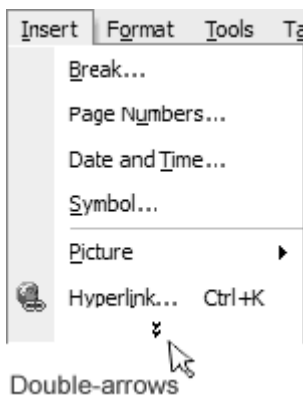 Insert Format Tools Ta
Break...
Page Numbers...
Date and Time...
Symbol...
Picture
Hyperlink... Ctrl+K
Double-arrows